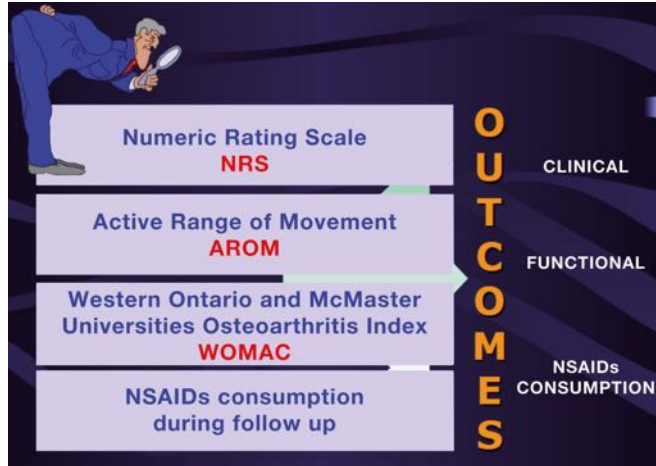 Numeric Rating Scale
NRS
Active Range of Movement
AROM
Western Ontario and McMaster
Universities Osteoarthritis Index
WOMAC
NSAIDs consumption
during follow up
OUTCOMES
CLINICAL
FUNCTIONAL
NSAIDs
CONSUMPTION